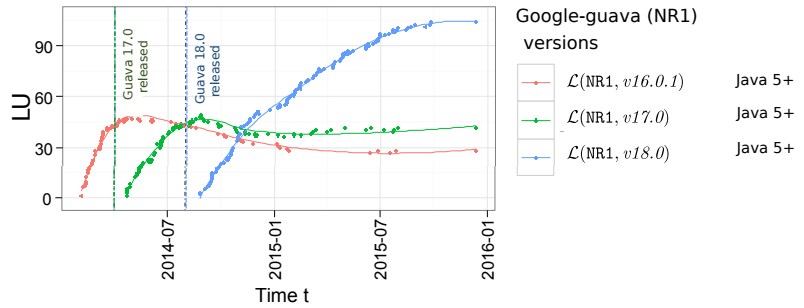 Google-guava (NR1)
versions
ℒ(NR1, v16.0.1) Java 5+
ℒ(NR1, v17.0) Java 5+
ℒ(NR1, v18.0) Java 5+
LU
90
60
30
0
Guava 17.0
released
Guava 18.0
released
2014-07
2015-01
2015-07
2016-01
Time t